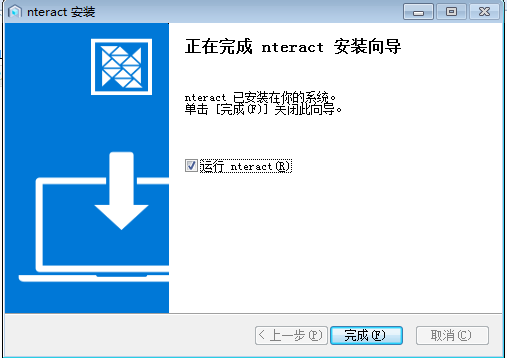 nteract 安装
正在完成 nteract 安装向导
nteract 已安装在你的系统。
单击 [完成(F)] 关闭此向导。
运行 nteract(R)
< 上一步(P)
完成(F)
取消(C)